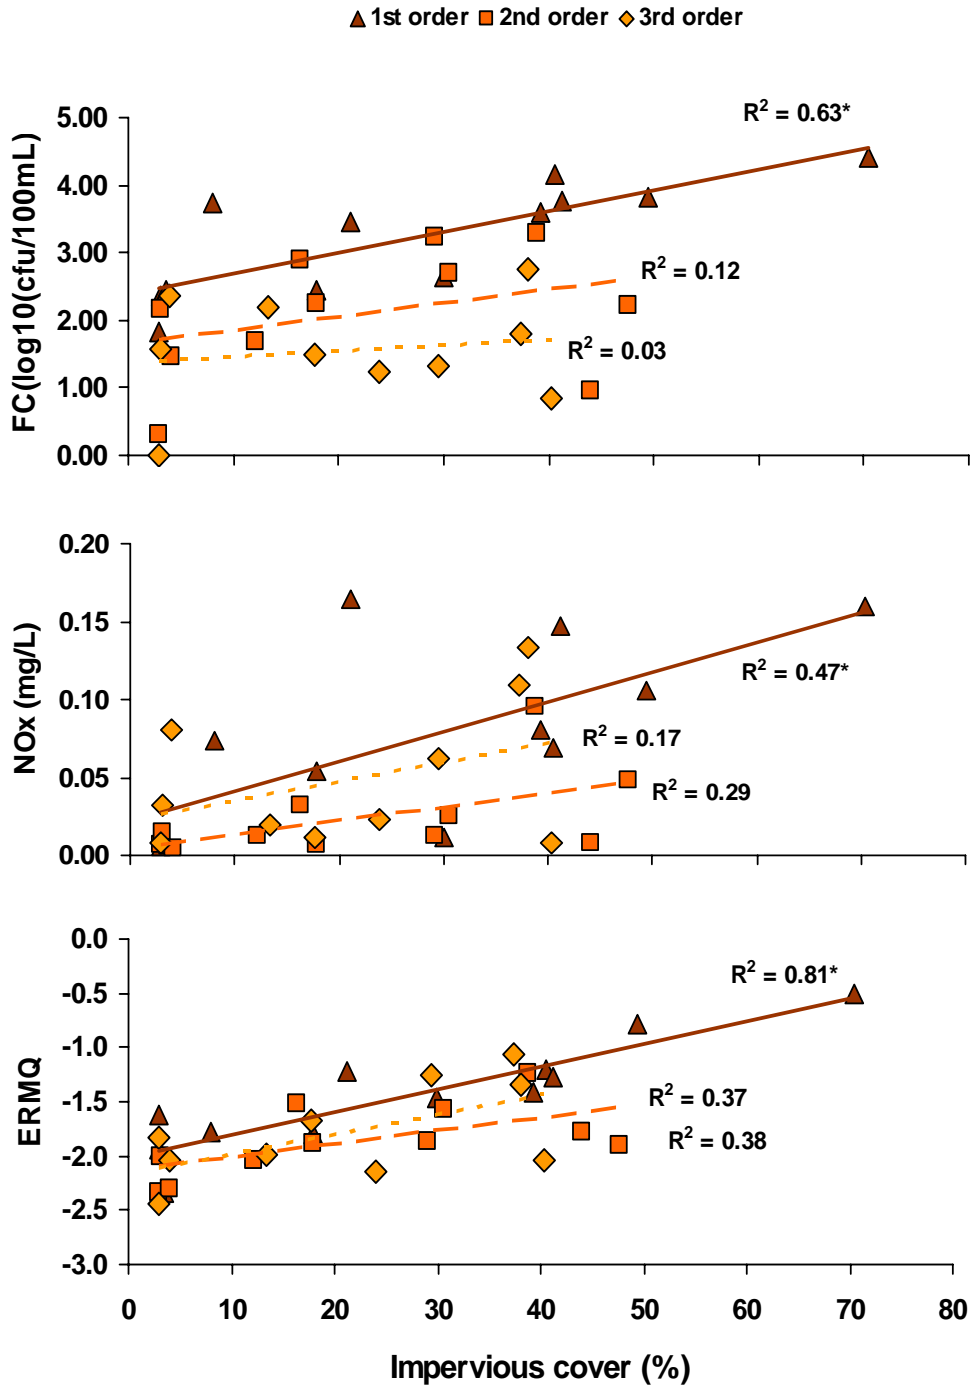 1st order 2nd order 3rd order
FC(log10(cfu/100mL)
5.00
4.00
3.00
2.00
1.00
0.00
R² = 0.63*
R² = 0.12
R² = 0.03
NOx (mg/L)
0.20
0.15
0.10
0.05
0.00
R² = 0.47*
R² = 0.17
R² = 0.29
ERMQ
0.0
-0.5
-1.0
-1.5
-2.0
-2.5
-3.0
R² = 0.81*
R² = 0.37
R² = 0.38
0 10 20 30 40 50 60 70 80
Impervious cover (%)